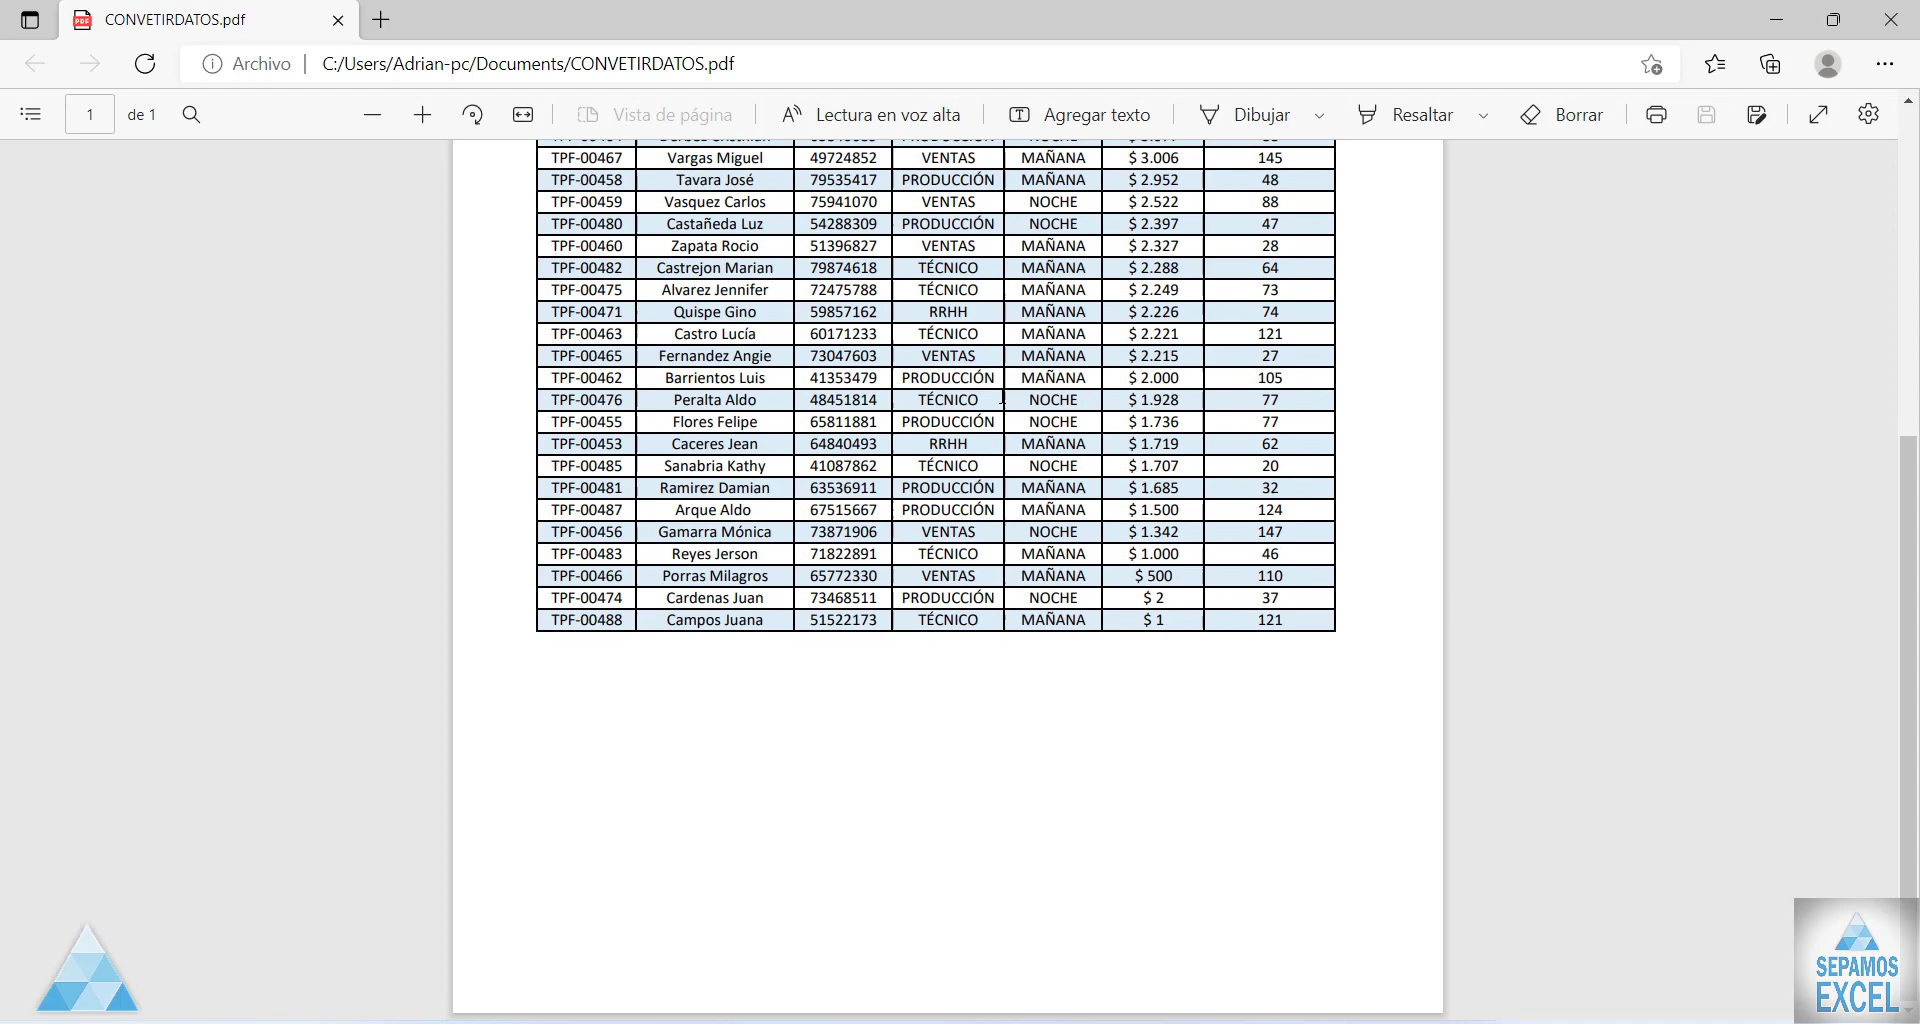 CONVETIRDATOS.pdf
Archivo C:/Users/Adrian-pc/Documents/CONVETIRDATOS.pdf
1 de 1 Vista de página Lectura en voz alta Agregar texto Dibujar Resaltar Borrar
TPF-00467 Vargas Miguel 49724852 VENTAS MAÑANA $ 3.006 145
TPF-00458 Tavara José 79535417 PRODUCCIÓN MAÑANA $ 2.952 48
TPF-00459 Vasquez Carlos 75941070 VENTAS NOCHE $ 2.522 88
TPF-00480 Castañeda Luz 54288309 PRODUCCIÓN NOCHE $ 2.397 47
TPF-00460 Zapata Rocio 51396827 VENTAS MAÑANA $ 2.327 28
TPF-00482 Castrejon Marian 79874618 TÉCNICO MAÑANA $ 2.288 64
TPF-00475 Alvarez Jennifer 72475788 TÉCNICO MAÑANA $ 2.249 73
TPF-00471 Quispe Gino 59857162 RRHH MAÑANA $ 2.226 74
TPF-00463 Castro Lucía 60171233 TÉCNICO MAÑANA $ 2.221 121
TPF-00465 Fernandez Angie 73047603 VENTAS MAÑANA $ 2.215 27
TPF-00462 Barrientos Luis 41353479 PRODUCCIÓN MAÑANA $ 2.000 105
TPF-00476 Peralta Aldo 48451814 TÉCNICO NOCHE $ 1.928 77
TPF-00455 Flores Felipe 65811881 PRODUCCIÓN NOCHE $ 1.736 77
TPF-00453 Caceres Jean 64840493 RRHH MAÑANA $ 1.719 62
TPF-00485 Sanabria Kathy 41087862 TÉCNICO NOCHE $ 1.707 20
TPF-00481 Ramirez Damian 63536911 PRODUCCIÓN MAÑANA $ 1.685 32
TPF-00487 Arque Aldo 67515667 PRODUCCIÓN MAÑANA $ 1.500 124
TPF-00456 Gamarra Mónica 73871906 VENTAS NOCHE $ 1.342 147
TPF-00483 Reyes Jerson 71822891 TÉCNICO MAÑANA $ 1.000 46
TPF-00466 Porras Milagros 65772330 VENTAS MAÑANA $ 500 110
TPF-00474 Cardenas Juan 73468511 PRODUCCIÓN NOCHE $ 2 37
TPF-00488 Campos Juana 51522173 TÉCNICO MAÑANA $ 1 121
SEPAMOS
EXCEL